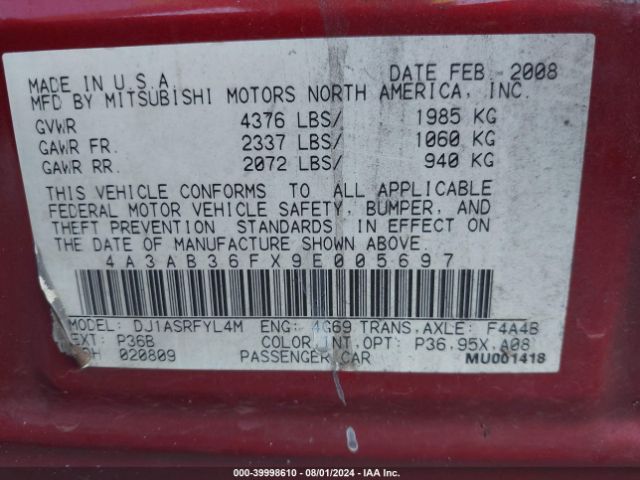 MADE IN U.S.A. DATE FEB. 2008
MFD BY MITSUBISHI MOTORS NORTH AMERICA, INC.
GVWR 4376 LBS/ 1985 KG
GAWR FR. 2337 LBS/ 1060 KG
GAWR RR. 2072 LBS/ 940 KG
THIS VEHICLE CONFORMS TO ALL APPLICABLE
FEDERAL MOTOR VEHICLE SAFETY, BUMPER, AND
THEFT PREVENTION STANDARDS IN EFFECT ON
THE DATE OF MANUFACTURE SHOWN ABOVE.
4A3AB36FX9E005697
MODEL: DJ1ASRFYL4M ENG: 4G69 TRANS.AXLE: F4A4B
EXT: P36B COLOR INT.OPT: P36.95X.A08
020809 PASSENGER CAR MU001418
000-39998610 - 08/01/2024 - IAA Inc.